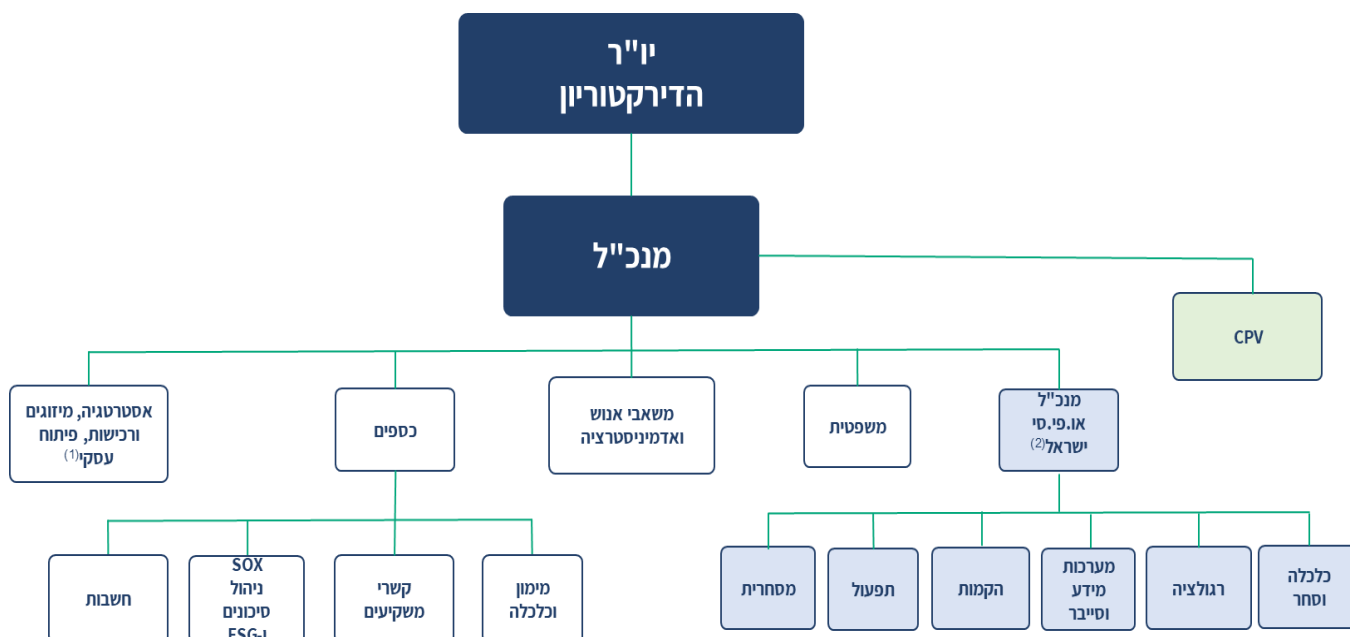 יו"ר
הדירקטוריון
מנכ"ל
CPV
מנכ"ל
או.פי.סי
ישראל(2)
משפטית
משאבי אנוש
ואדמיניסטרציה
כספים
אסטרטגיה, מיזוגים
ורכישות, פיתוח
עסקי(1)
כלכלה
וסחר
רגולציה
מערכות
מידע
וסייבר
הקמות
תפעול
מסחרית
מימון
וכלכלה
קשרי
משקיעים
SOX
ניהול
סיכונים
ו-ESG
חשבות